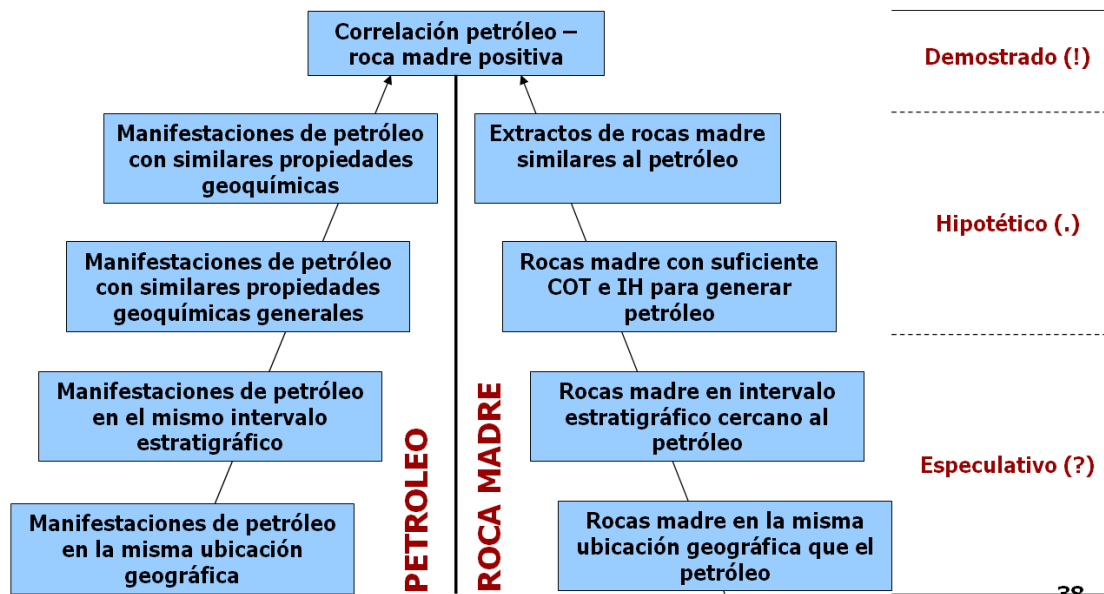 Correlación petróleo –
roca madre positiva
Demostrado (!)
Manifestaciones de petróleo
con similares propiedades
geoquímicas
Extractos de rocas madre
similares al petróleo
Hipotético (.)
Manifestaciones de petróleo
con similares propiedades
geoquímicas generales
Rocas madre con suficiente
COT e IH para generar
petróleo
Manifestaciones de petróleo
en el mismo intervalo
estratigráfico
Rocas madre en intervalo
estratigráfico cercano al
petróleo
Especulativo (?)
Manifestaciones de petróleo
en la misma ubicación
geográfica
Rocas madre en la misma
ubicación geográfica que el
petróleo
PETROLEO
ROCA MADRE
38